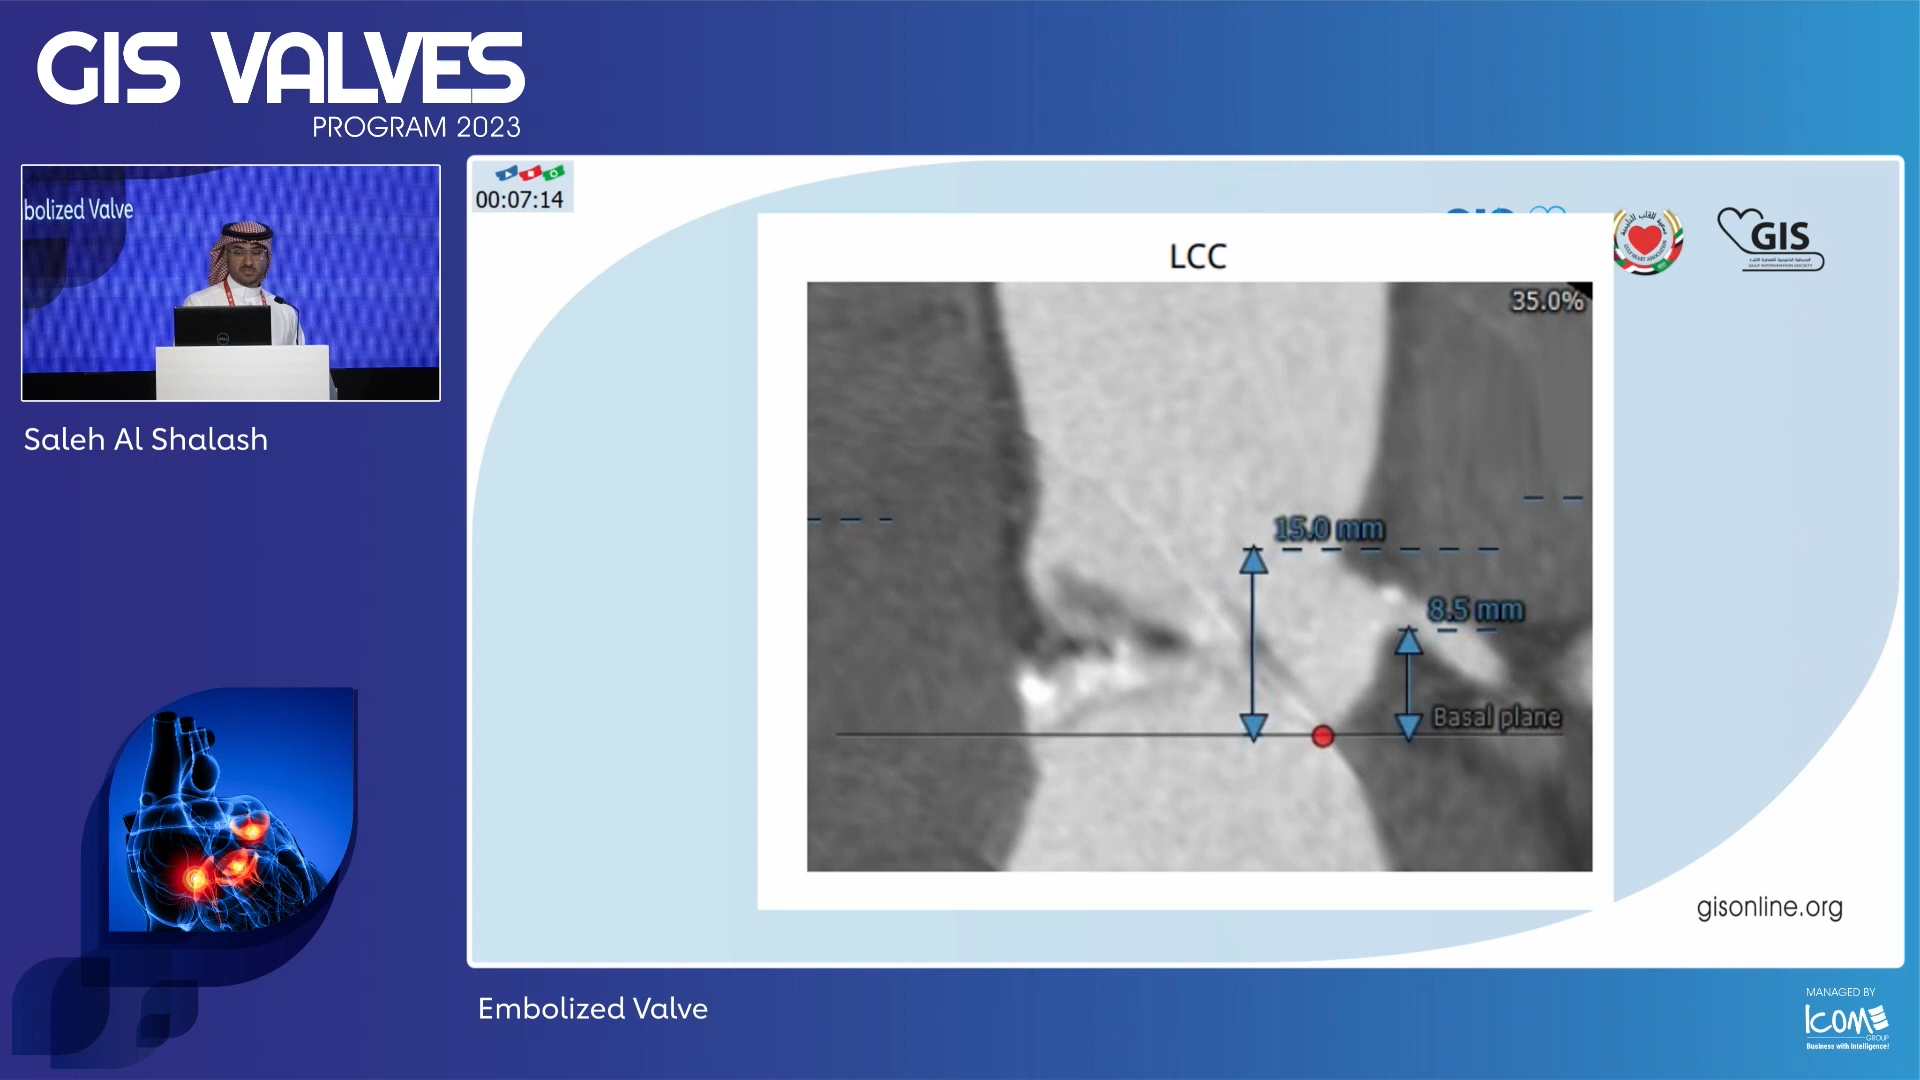 GIS VALVES
PROGRAM 2023
bolized Valve
Saleh Al Shalash
00:07:14
GIS
LCC
35.0%
15.0 mm
8.5 mm
Basal plane
gisonline.org
Embolized Valve
MANAGED BY
ICOM
GROUP
Business with Intelligence!